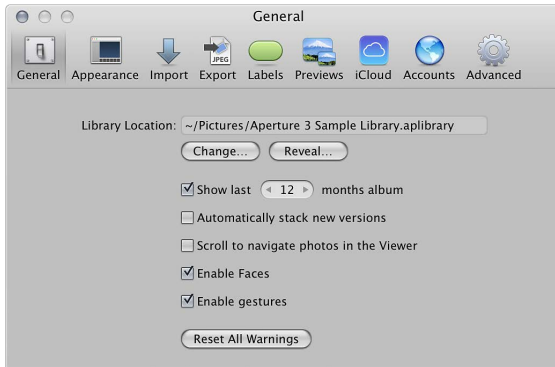 General
General Appearance Import Export Labels Previews iCloud Accounts Advanced
JPEG
Library Location: ~/Pictures/Aperture 3 Sample Library.aplibrary
Change... Reveal...
Show last 12 months album
Automatically stack new versions
Scroll to navigate photos in the Viewer
Enable Faces
Enable gestures
Reset All Warnings